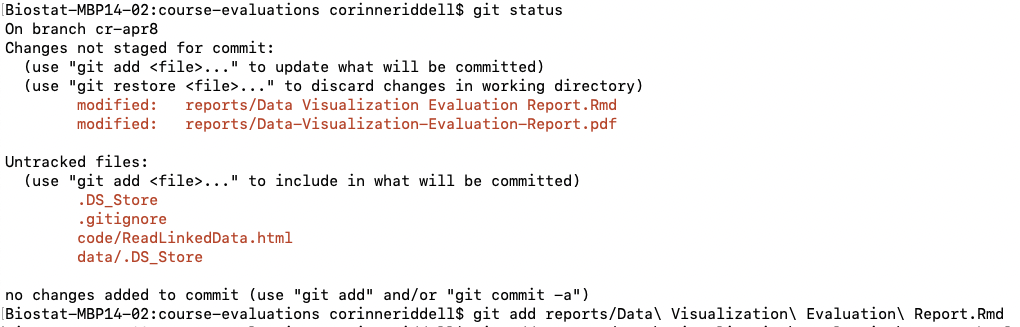 [Biostat-MBP14-02:course-evaluations corinneriddell$ git status
On branch cr-apr8
Changes not staged for commit:
  (use "git add <file>..." to update what will be committed)
  (use "git restore <file>..." to discard changes in working directory)
        modified:   reports/Data Visualization Evaluation Report.Rmd
        modified:   reports/Data-Visualization-Evaluation-Report.pdf

Untracked files:
  (use "git add <file>..." to include in what will be committed)
        .DS_Store
        .gitignore
        code/ReadLinkedData.html
        data/.DS_Store

no changes added to commit (use "git add" and/or "git commit -a")
[Biostat-MBP14-02:course-evaluations corinneriddell$ git add reports/Data\ Visualization\ Evaluation\ Report.Rmd